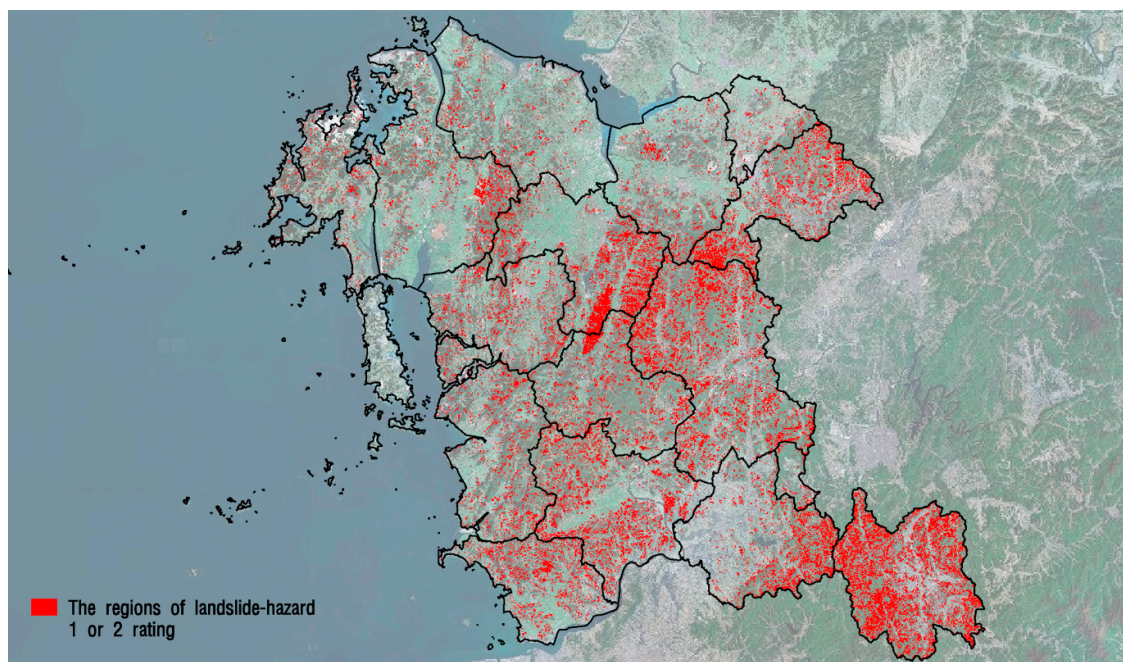 The regions of landslide-hazard
1 or 2 rating